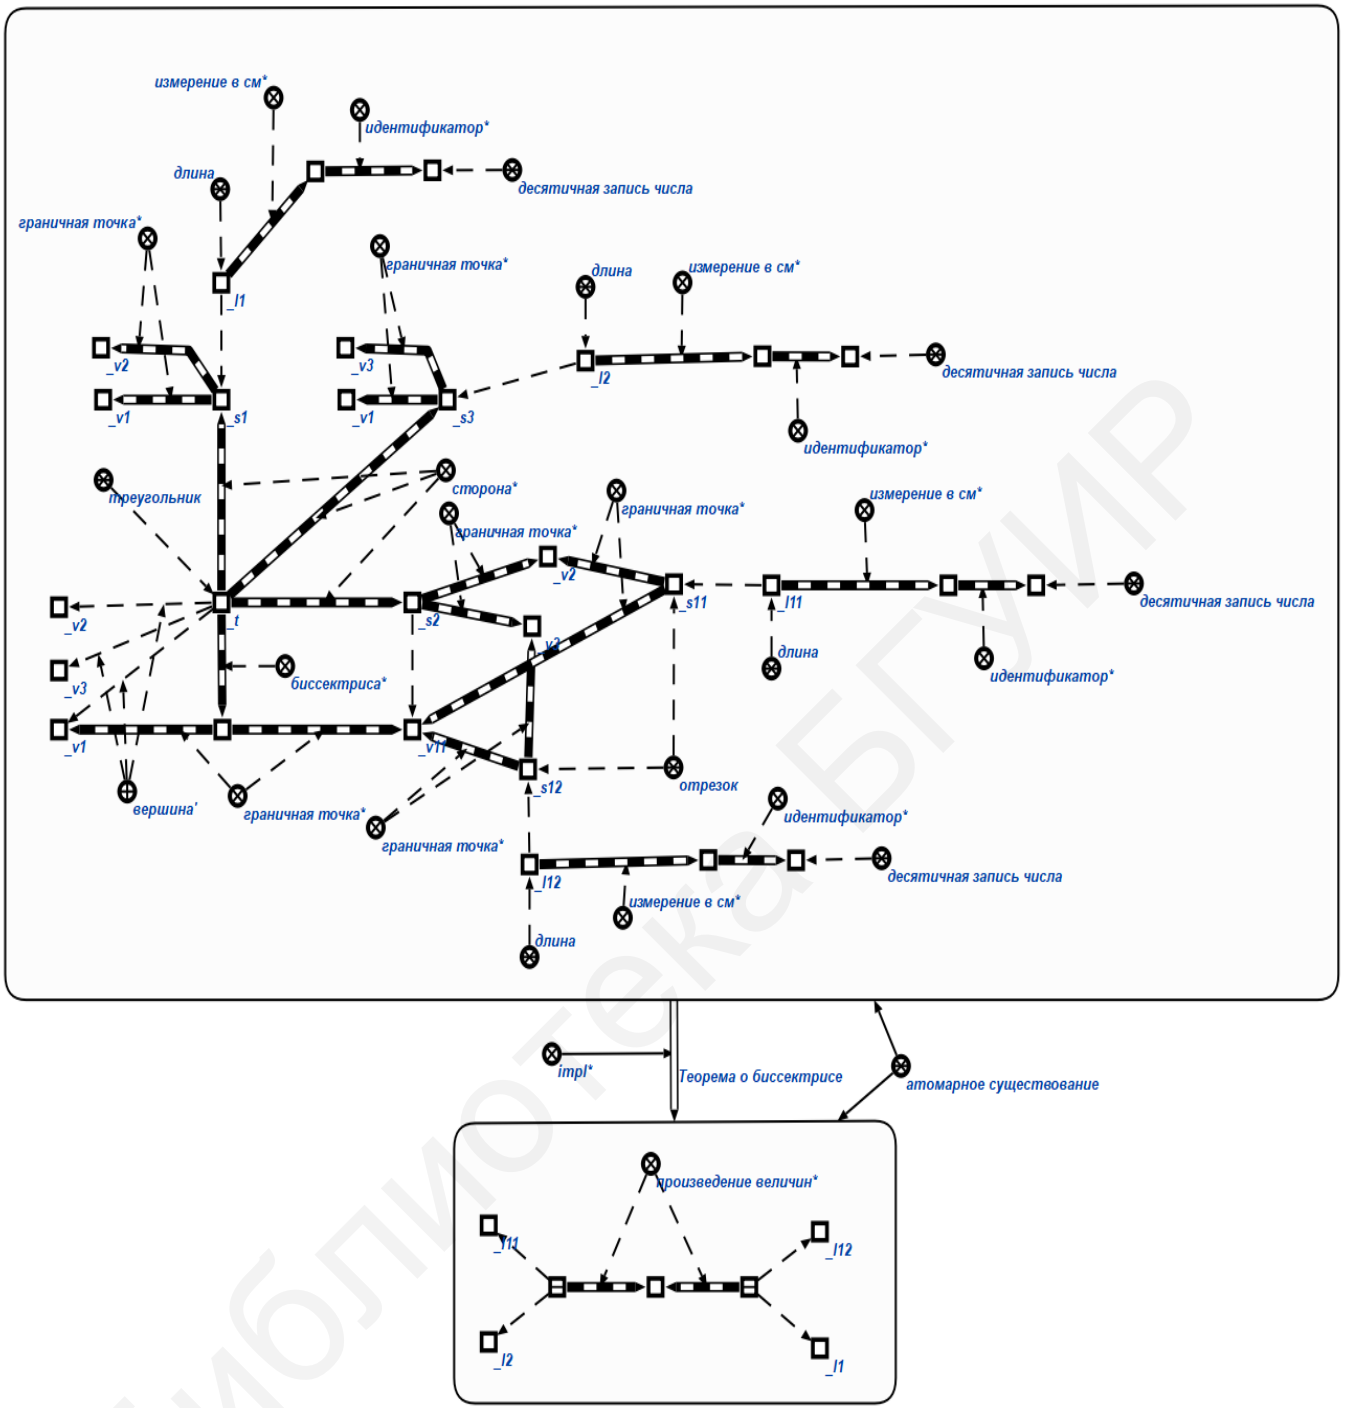 измерение в см*
идентификатор*
длина
десятичная запись числа
граничная точка*
граничная точка*
длина
измерение в см*
_l1
_v2
_v3
_l2
десятичная запись числа
_v1
_s1
_v1
_s3
идентификатор*
треугольник
сторона*
измерение в см*
граничная точка*
граничная точка*
_v2
_s11
_l11
десятичная запись числа
_v2
_t
_s2
длина
идентификатор*
_v3
биссектриса*
_v1
_v11
_s12
отрезок
вершина'
граничная точка*
граничная точка*
идентификатор*
_l12
десятичная запись числа
измерение в см*
длина
impl*
Теорема о биссектрисе
атомарное существование
произведение величин*
_l11
_l12
_l2
_l1
Библиотека БГУИР